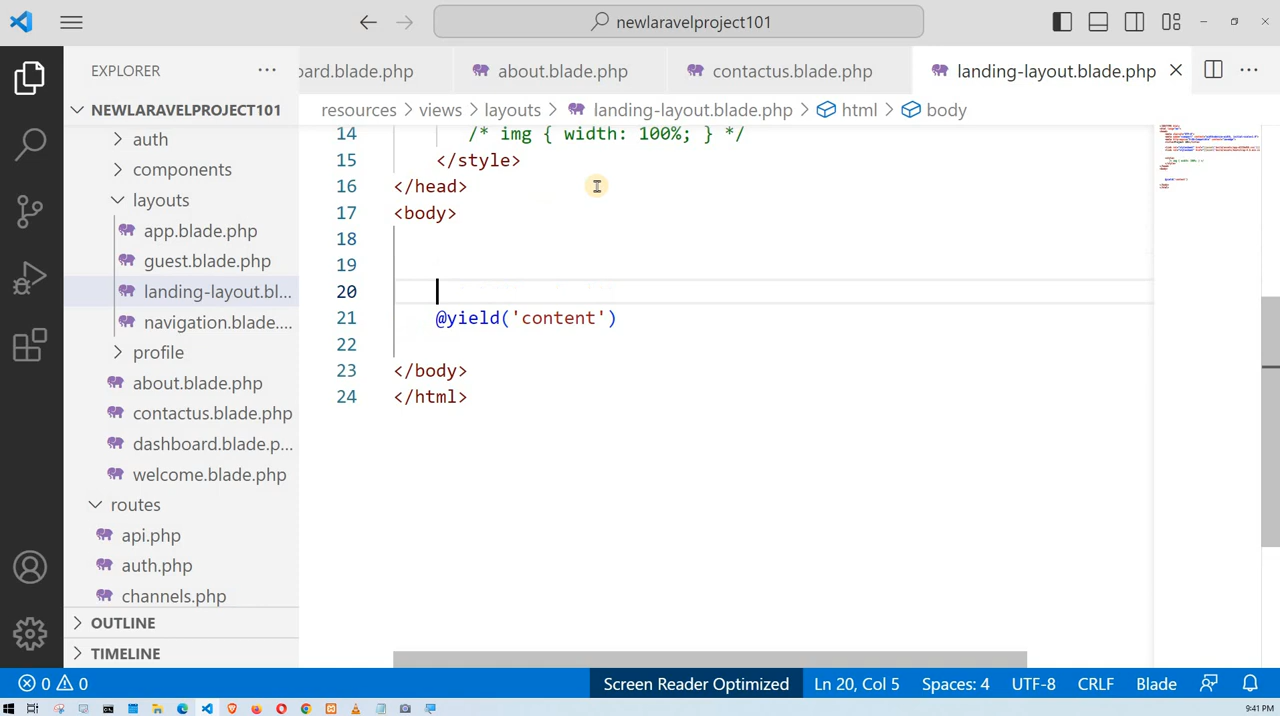 newlaravelproject101
EXPLORER
NEWLARAVELPROJECT101
auth
components
layouts
app.blade.php
guest.blade.php
landing-layout.bl...
navigation.blade....
profile
about.blade.php
contactus.blade.php
dashboard.blade.p...
welcome.blade.php
routes
api.php
auth.php
channels.php
OUTLINE
TIMELINE
oard.blade.php
about.blade.php
contactus.blade.php
landing-layout.blade.php
resources > views > layouts > landing-layout.blade.php > html > body
14 /* img { width: 100%; } */
15 </style>
16 </head>
17 <body>
18
19
20
21 @yield('content')
22
23 </body>
24 </html>
0 0
Screen Reader Optimized
Ln 20, Col 5
Spaces: 4
UTF-8
CRLF
Blade
9:41 PM